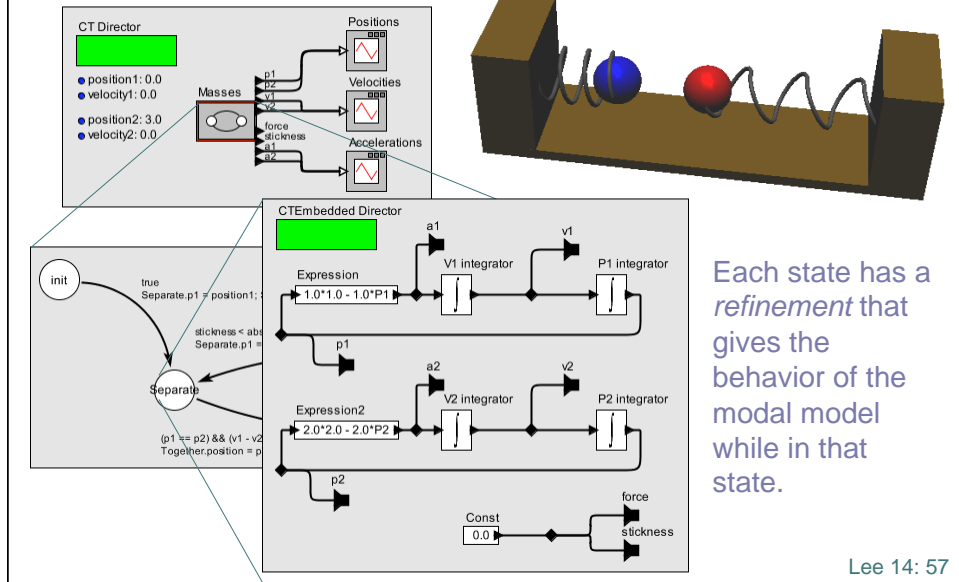 CT Director
Positions
position1: 0.0
velocity1: 0.0
position2: 3.0
velocity2: 0.0
Masses
p1
p2
v1
v2
force
stickness
a1
a2
Velocities
Accelerations
init
true
Separate.p1 = position1;
stickness < abs
Separate.p1 =
Separate
(p1 == p2) && (v1 - v2
Together.position = p
CTEmbedded Director
a1
v1
V1 integrator
P1 integrator
Expression
1.0*1.0 - 1.0*P1
∫
∫
p1
a2
v2
V2 integrator
P2 integrator
Expression2
2.0*2.0 - 2.0*P2
∫
∫
p2
Const
0.0
force
stickness
Each state has a
refinement that
gives the
behavior of the
modal model
while in that
state.
Lee 14: 57